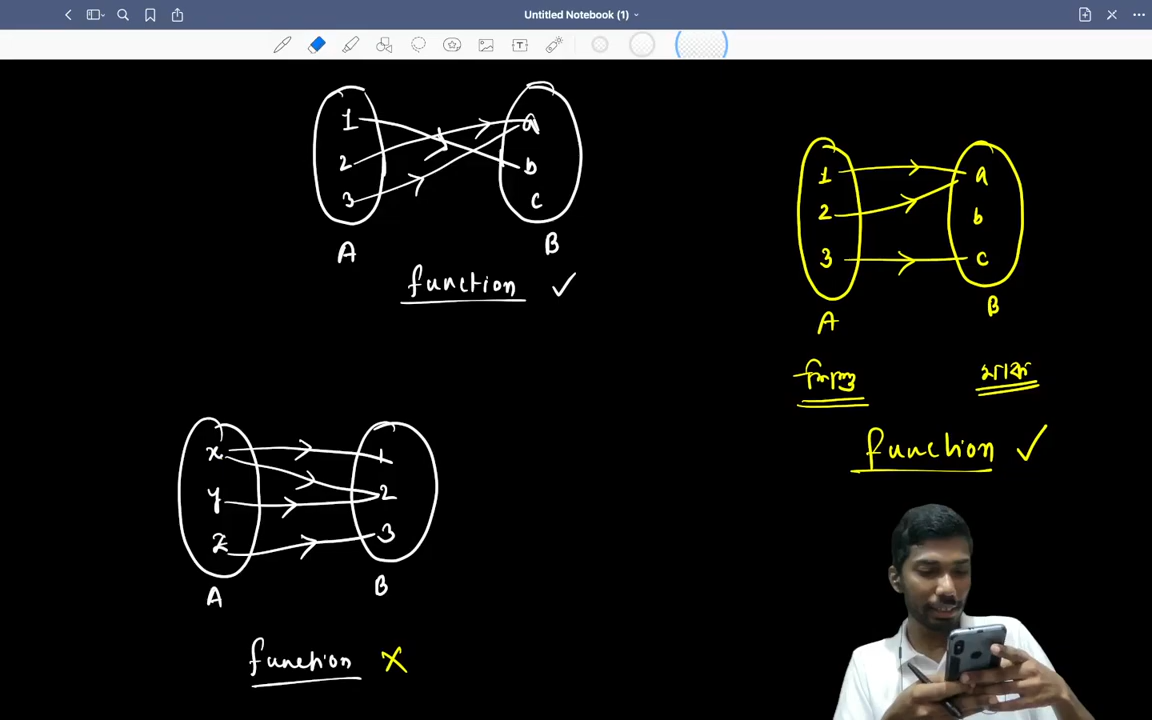 Untitled Notebook (1)
1
2
3
A
a
b
c
B
function ✓
1
2
3
A
a
b
c
B
শিশু
মাতা
function ✓
x
y
z
A
1
2
3
B
function ✗